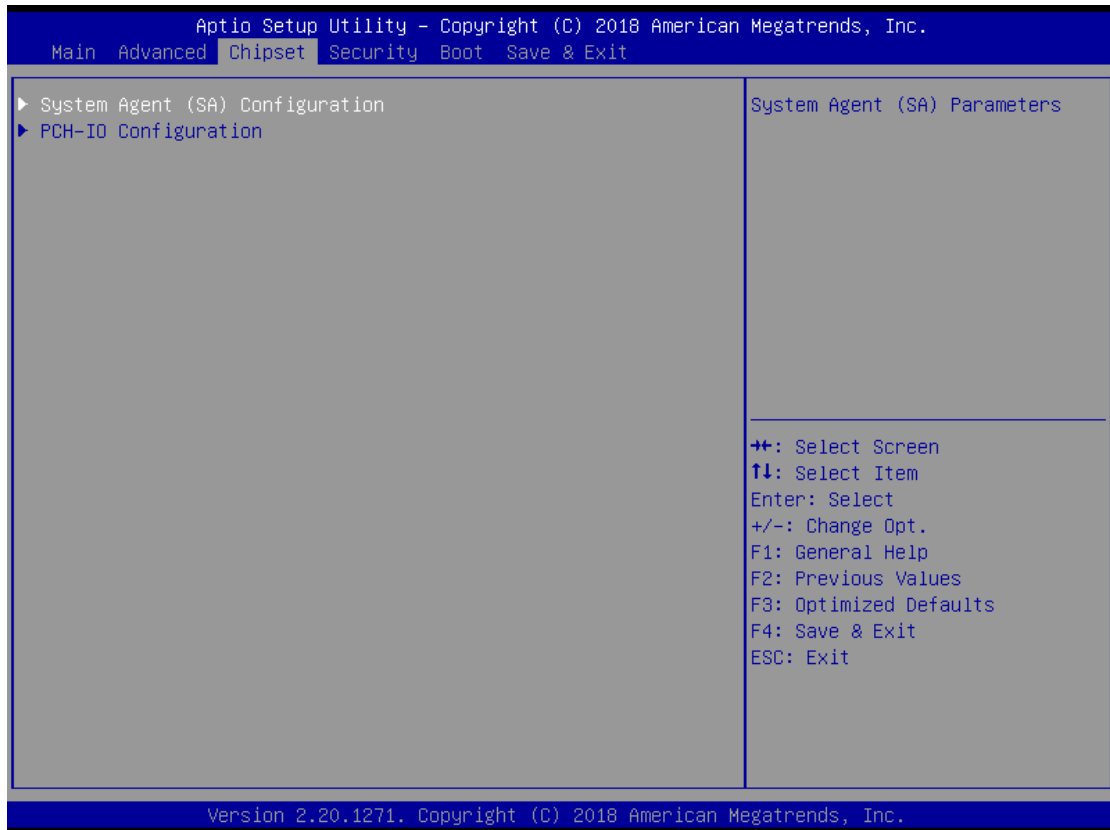 Aptio Setup Utility – Copyright (C) 2018 American Megatrends, Inc.
Main Advanced Chipset Security Boot Save & Exit
▶ System Agent (SA) Configuration
▶ PCH-IO Configuration
System Agent (SA) Parameters
→←: Select Screen
↑↓: Select Item
Enter: Select
+/-: Change Opt.
F1: General Help
F2: Previous Values
F3: Optimized Defaults
F4: Save & Exit
ESC: Exit
Version 2.20.1271. Copyright (C) 2018 American Megatrends, Inc.